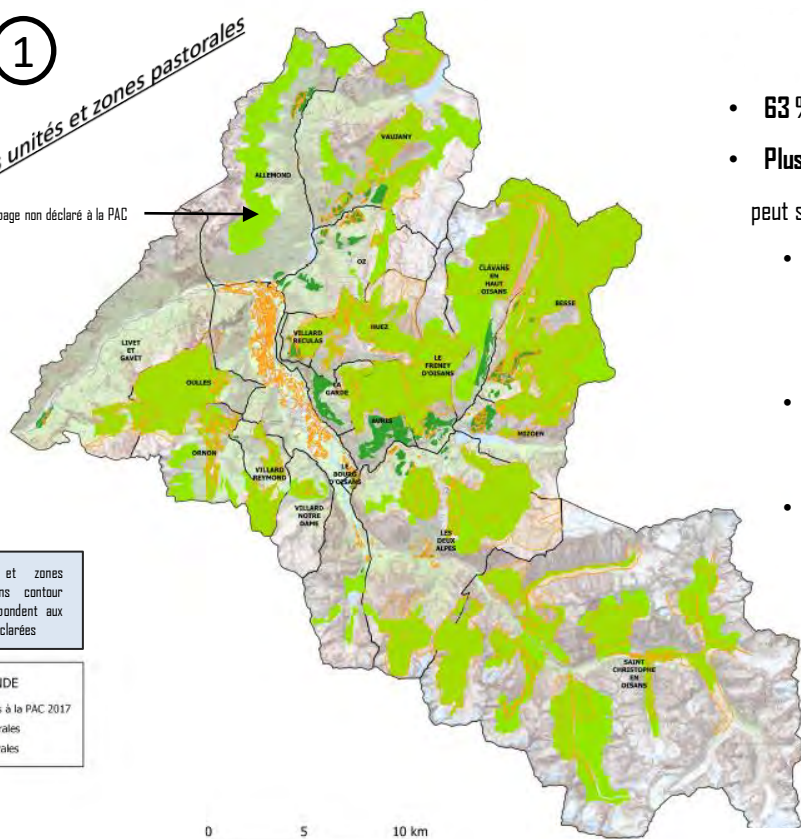 1
unités et zones pastorales
• 63 %
• Plus
peut s
•
•
•
page non déclaré à la PAC
ALLEMOND
VAUJANY
OZ
CLAVANS
EN
HAUT
OISANS
BESSE
LIVET
ET
GAVET
VILLARD
RECULAS
HUEZ
LE
FRENEY
D'OISANS
OULLES
LA
GARDE
AURIS
MIZOEN
ORNON
VILLARD
REYMOND
LE
BOURG
D'OISANS
VILLARD
NOTRE
DAME
LES
DEUX
ALPES
SAINT
CHRISTOPHE
EN
OISANS
et zones
ns contour
pondent aux
clarées
NDE
s à la PAC 2017
rales
ales
0 5 10 km